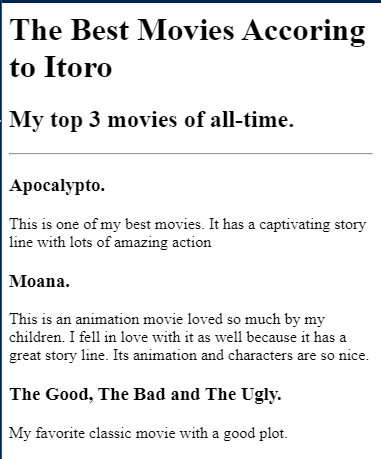 The Best Movies Accoring
to Itoro
My top 3 movies of all-time.
Apocalypto.
This is one of my best movies. It has a captivating story
line with lots of amazing action
Moana.
This is an animation movie loved so much by my
children. I fell in love with it as well because it has a
great story line. Its animation and characters are so nice.
The Good, The Bad and The Ugly.
My favorite classic movie with a good plot.